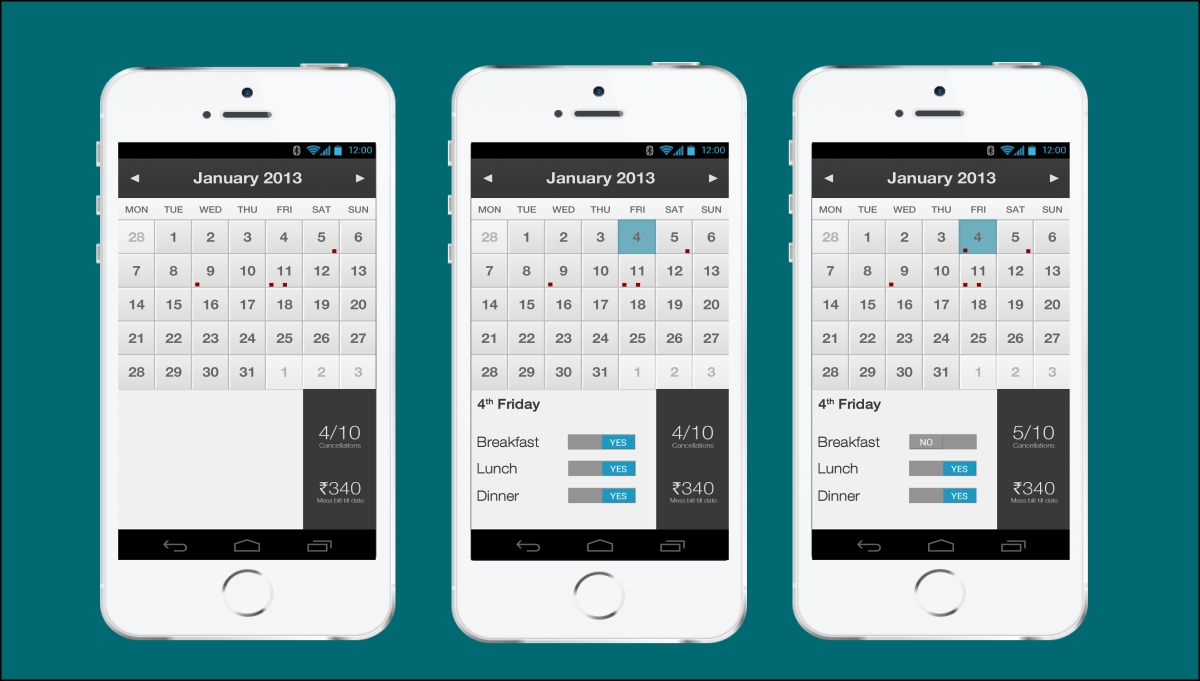 12:00
◄ January 2013 ►
MON TUE WED THU FRI SAT SUN
28 1 2 3 4 5 6
7 8 9 10 11 12 13
14 15 16 17 18 19 20
21 22 23 24 25 26 27
28 29 30 31 1 2 3
4/10
Cancellations
₹340
Mess bill till date
12:00
◄ January 2013 ►
MON TUE WED THU FRI SAT SUN
28 1 2 3 4 5 6
7 8 9 10 11 12 13
14 15 16 17 18 19 20
21 22 23 24 25 26 27
28 29 30 31 1 2 3
4th Friday
Breakfast YES
Lunch YES
Dinner YES
4/10
Cancellations
₹340
Mess bill till date
12:00
◄ January 2013 ►
MON TUE WED THU FRI SAT SUN
28 1 2 3 4 5 6
7 8 9 10 11 12 13
14 15 16 17 18 19 20
21 22 23 24 25 26 27
28 29 30 31 1 2 3
4th Friday
Breakfast NO
Lunch YES
Dinner YES
5/10
Cancellations
₹340
Mess bill till date